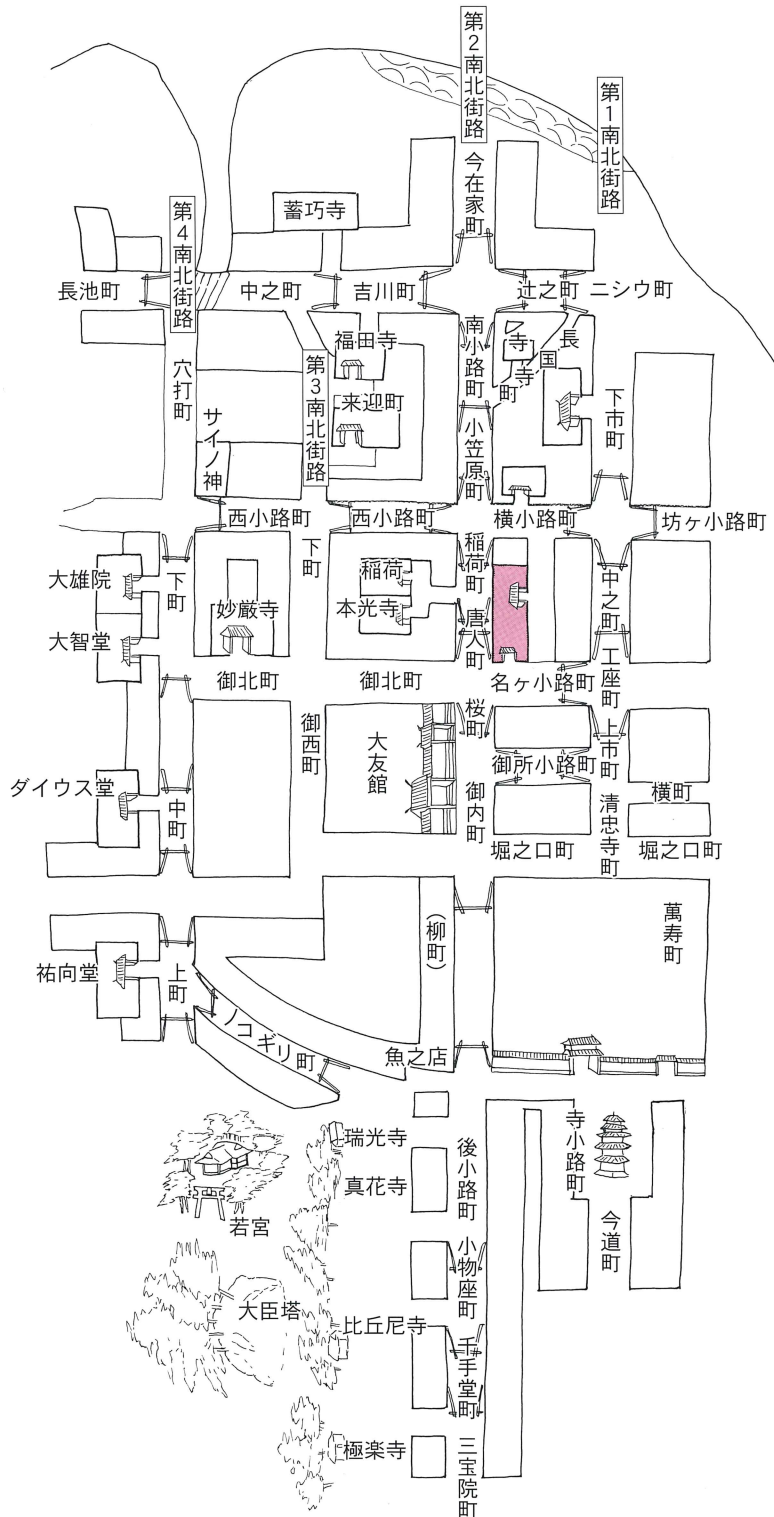 第2南北街路
第1南北街路
今在家町
蓄巧寺
第4南北街路
長池町
中之町
吉川町
辻之町
ニシウ町
穴打町
第3南北街路
福田寺
来迎町
南小路町
寺
寺町
長
国
下市町
サイノ神
小笠原町
西小路町
西小路町
横小路町
坊ヶ小路町
大雄院
下町
下町
稲荷
稲荷町
中之町
大智堂
妙厳寺
本光寺
唐人町
工座町
御北町
御北町
名ヶ小路町
御西町
大友館
桜町
上市町
御所小路町
ダイウス堂
中町
御内町
清忠寺町
横町
堀之口町
堀之口町
(柳町)
萬寿町
祐向堂
上町
ノコギリ町
魚之店
瑞光寺
後小路町
寺小路町
真花寺
若宮
今道町
小物座町
大臣塔
比丘尼寺
千手堂町
極楽寺
三宝院町